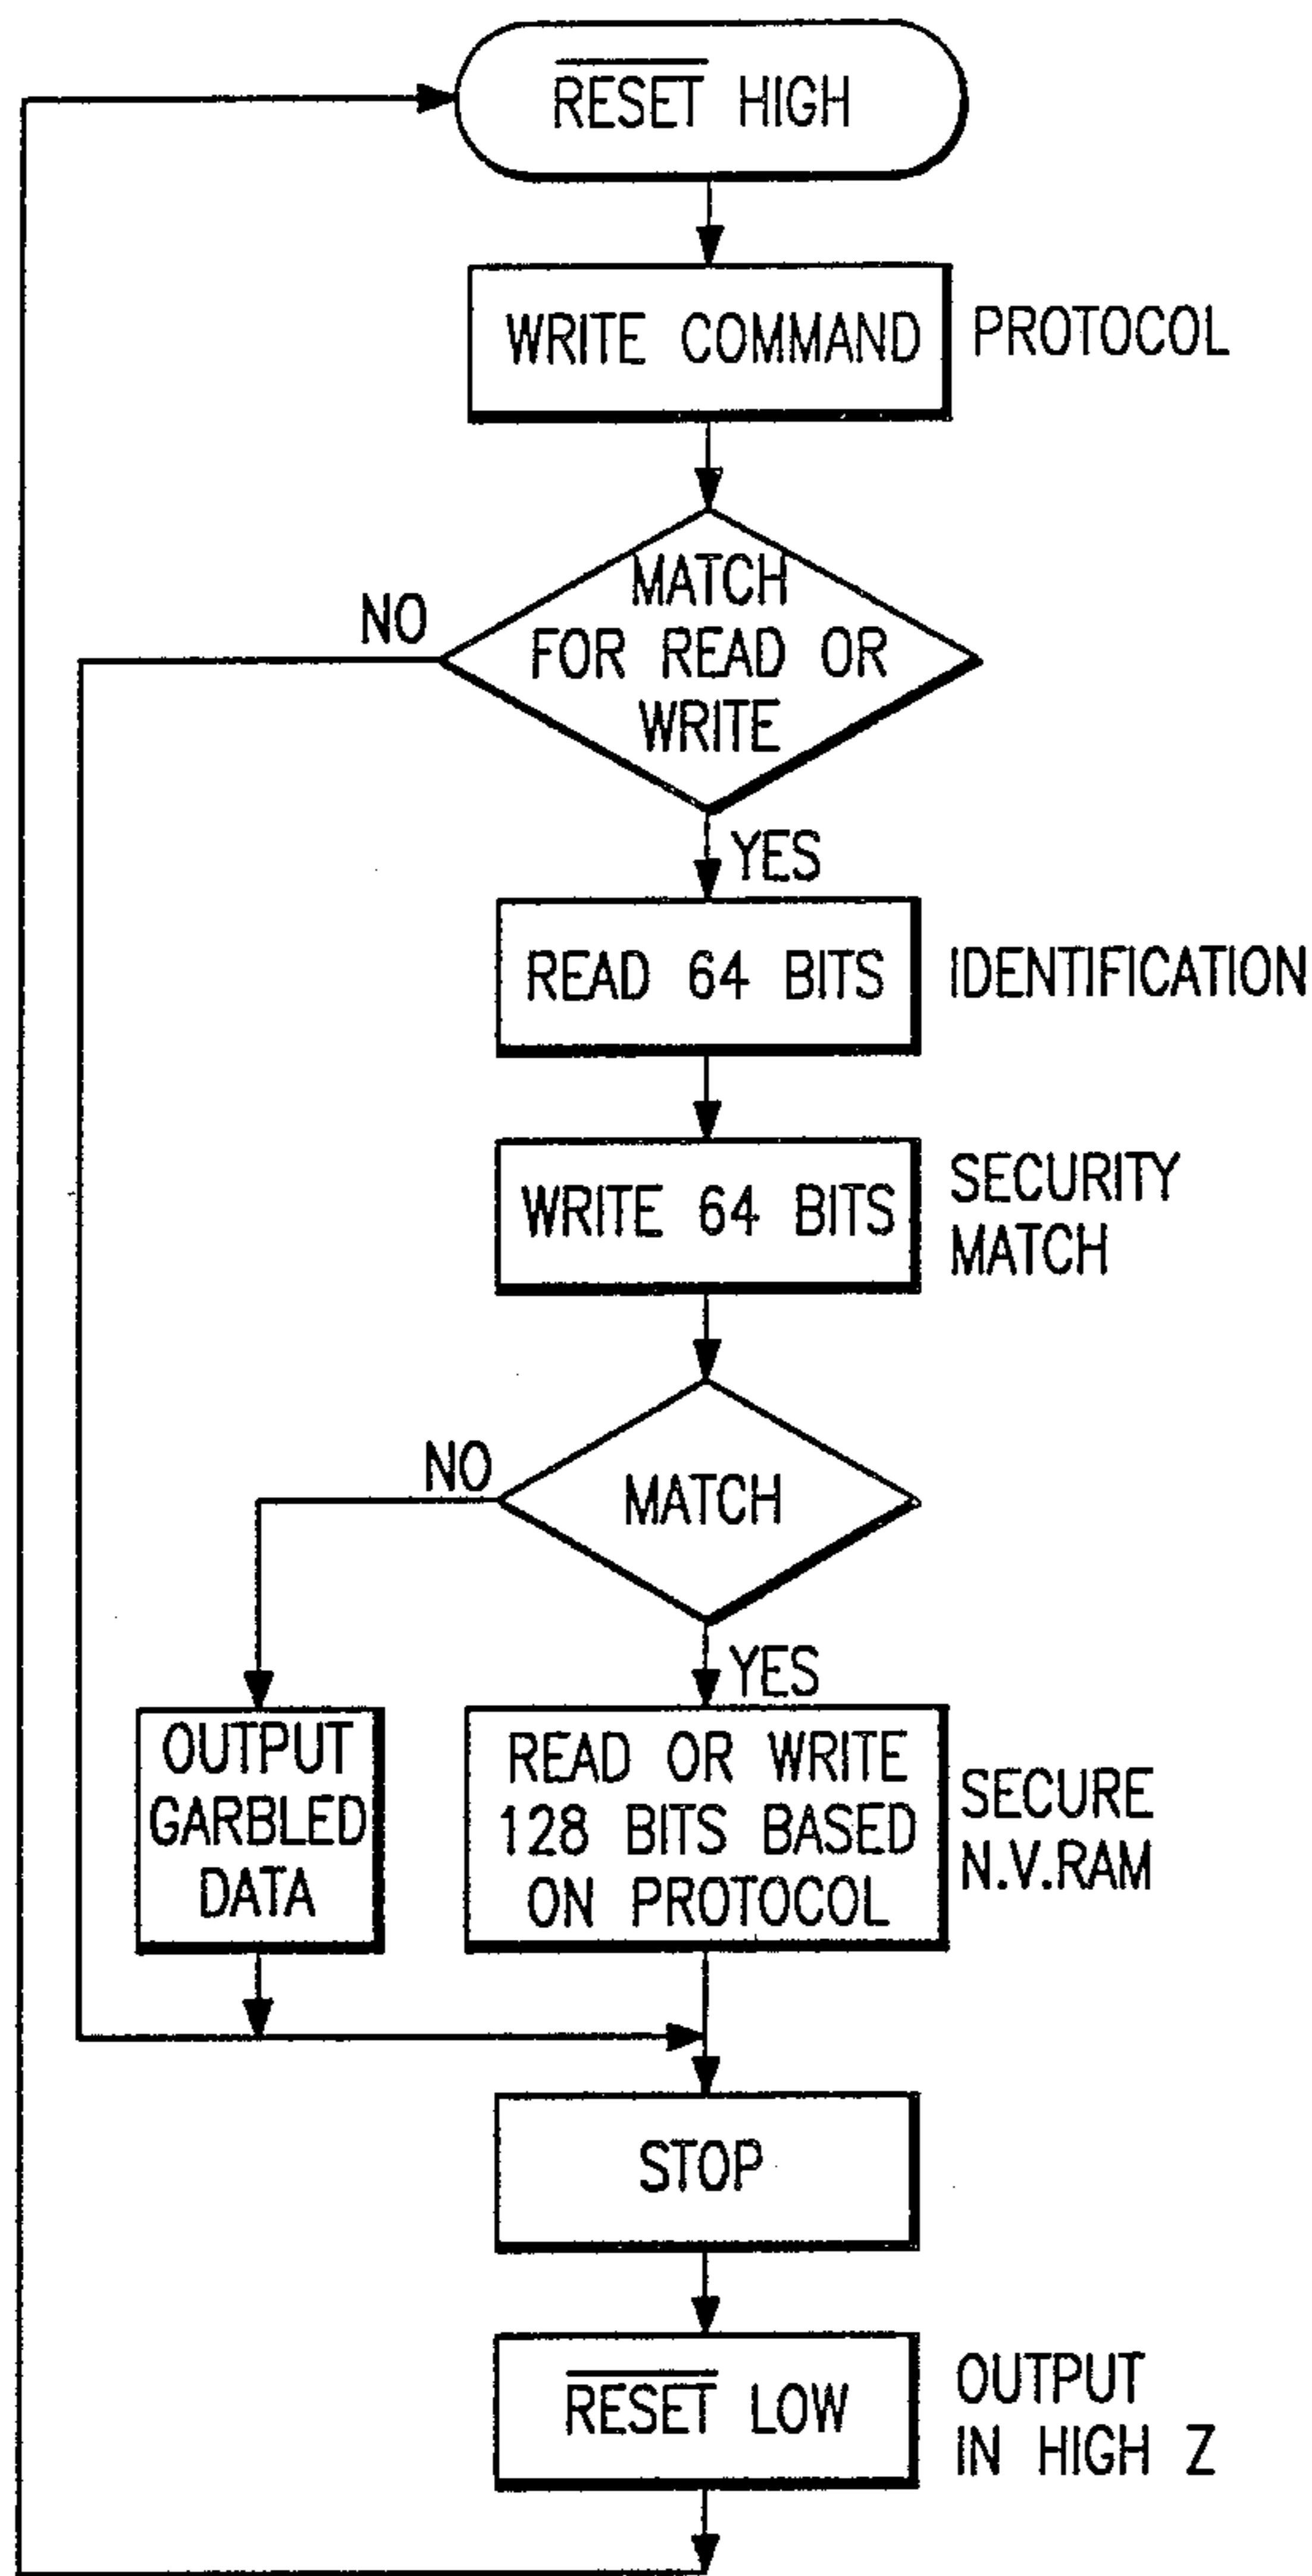 RESET HIGH
WRITE COMMAND
PROTOCOL
MATCH
FOR READ OR
WRITE
NO
YES
READ 64 BITS
IDENTIFICATION
WRITE 64 BITS
SECURITY
MATCH
MATCH
NO
YES
OUTPUT
GARBLED
DATA
READ OR WRITE
128 BITS BASED
ON PROTOCOL
SECURE
N.V.RAM
STOP
RESET LOW
OUTPUT
IN HIGH Z